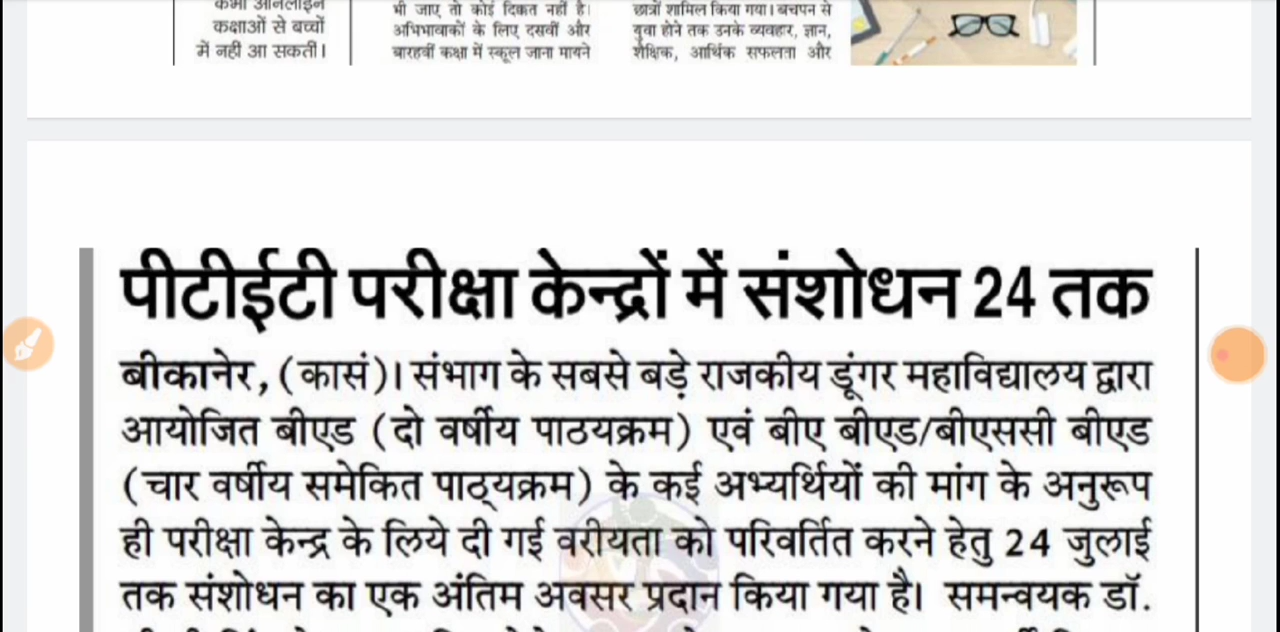 कभी ऑनलाइन
कक्षाओं से बच्चों
में नहीं आ सकतीं।
भी जाए तो कोई दिक्कत नहीं है।
अभिभावाकों के लिए दसवीं और
बारहवीं कक्षा में स्कूल जाना मायने
छात्रों शामिल किया गया। बचपन से
युवा होने तक उनके व्यवहार, ज्ञान,
शैक्षिक, आर्थिक सफलता और
पीटीईटी परीक्षा केन्द्रों में संशोधन 24 तक
बीकानेर, (कासं)। संभाग के सबसे बड़े राजकीय डूंगर महाविद्यालय द्वारा
आयोजित बीएड (दो वर्षीय पाठयक्रम) एवं बीए बीएड/बीएससी बीएड
(चार वर्षीय समेकित पाठ्यक्रम) के कई अभ्यर्थियों की मांग के अनुरूप
ही परीक्षा केन्द्र के लिये दी गई वरीयता को परिवर्तित करने हेतु 24 जुलाई
तक संशोधन का एक अंतिम अवसर प्रदान किया गया है। समन्वयक डॉ.